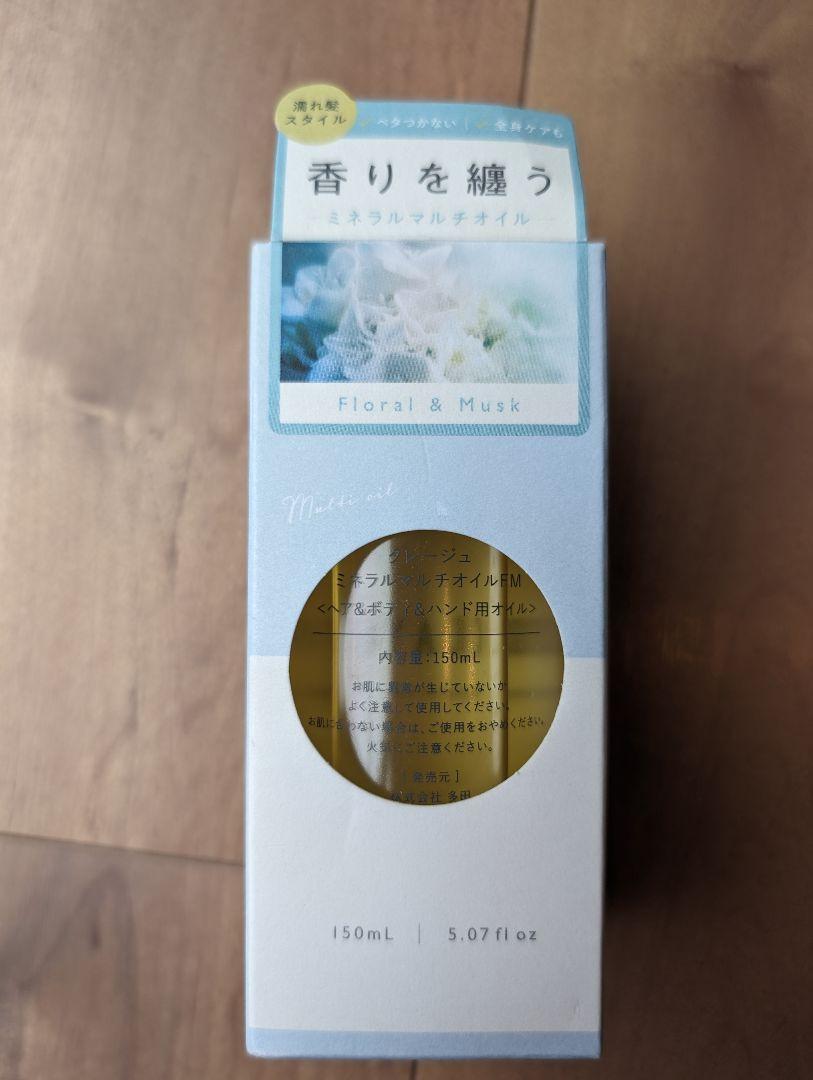 濡れ髪
スタイル
✓ ベタつかない | ✓ 全身ケアも
香りを纏う
ミネラルマルチオイル
Floral & Musk
Multi oil
クレージュ
ミネラルマルチオイルFM
<ヘア&ボディ&ハンド用オイル>
内容量:150mL
お肌に異常が生じていないか
よく注意して使用してください。
お肌に合わない場合は、ご使用をおやめください。
火気にご注意ください。
[ 発売元 ]
株式会社 多田
150mL | 5.07 fl oz